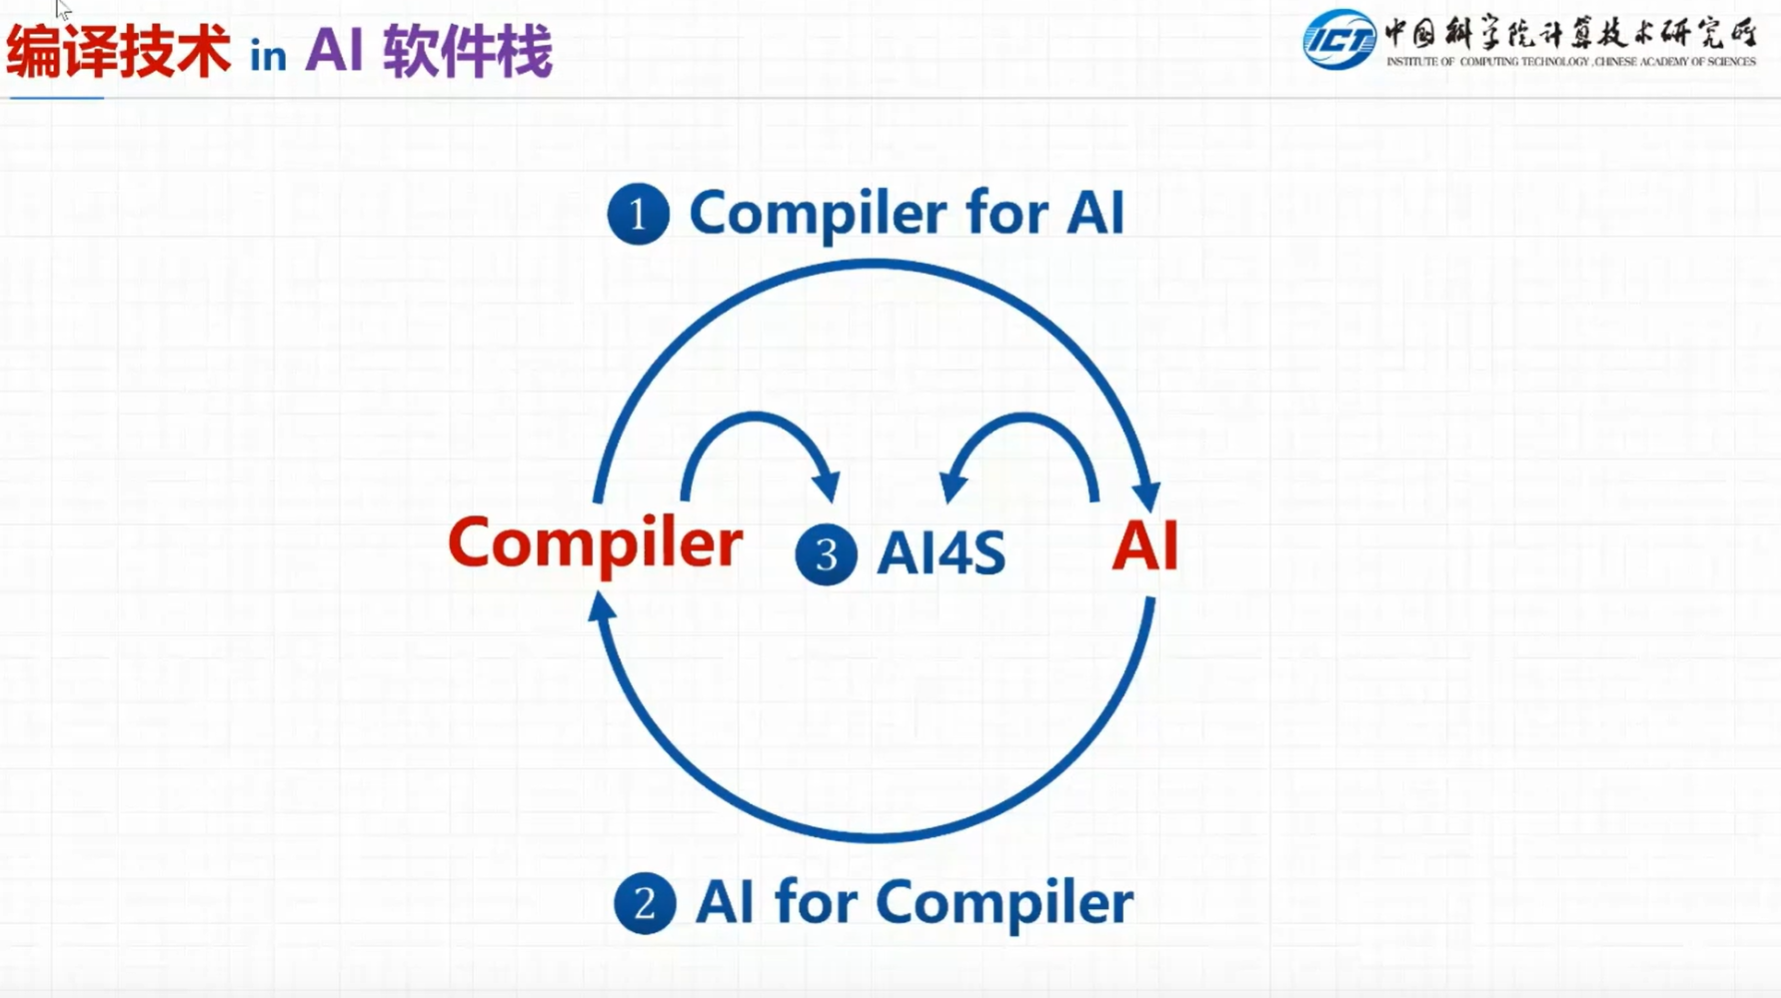 编译技术 in AI 软件栈
ICT 中国科学院计算技术研究所
INSTITUTE OF COMPUTING TECHNOLOGY, CHINESE ACADEMY OF SCIENCES
1 Compiler for AI
Compiler
3 AI4S
AI
2 AI for Compiler